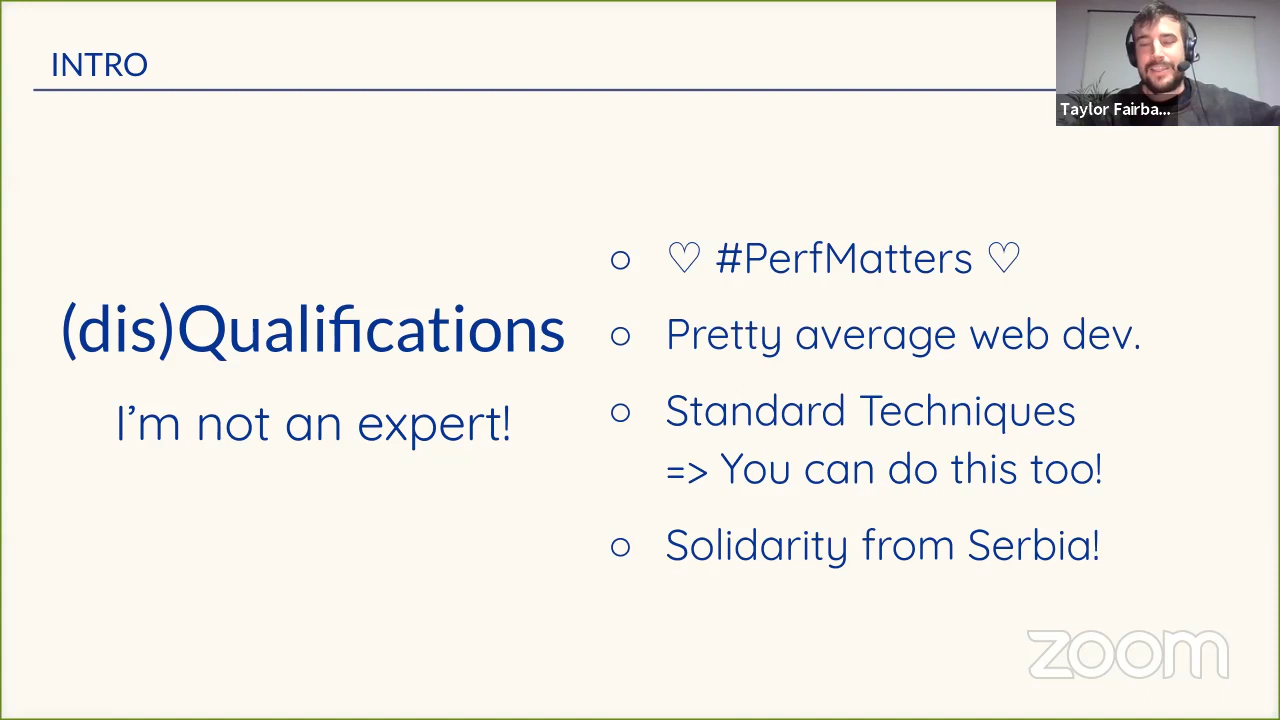 INTRO
Taylor Fairba...
(dis)Qualifications
I'm not an expert!
♡ #PerfMatters ♡
Pretty average web dev.
Standard Techniques
=> You can do this too!
Solidarity from Serbia!
zoom